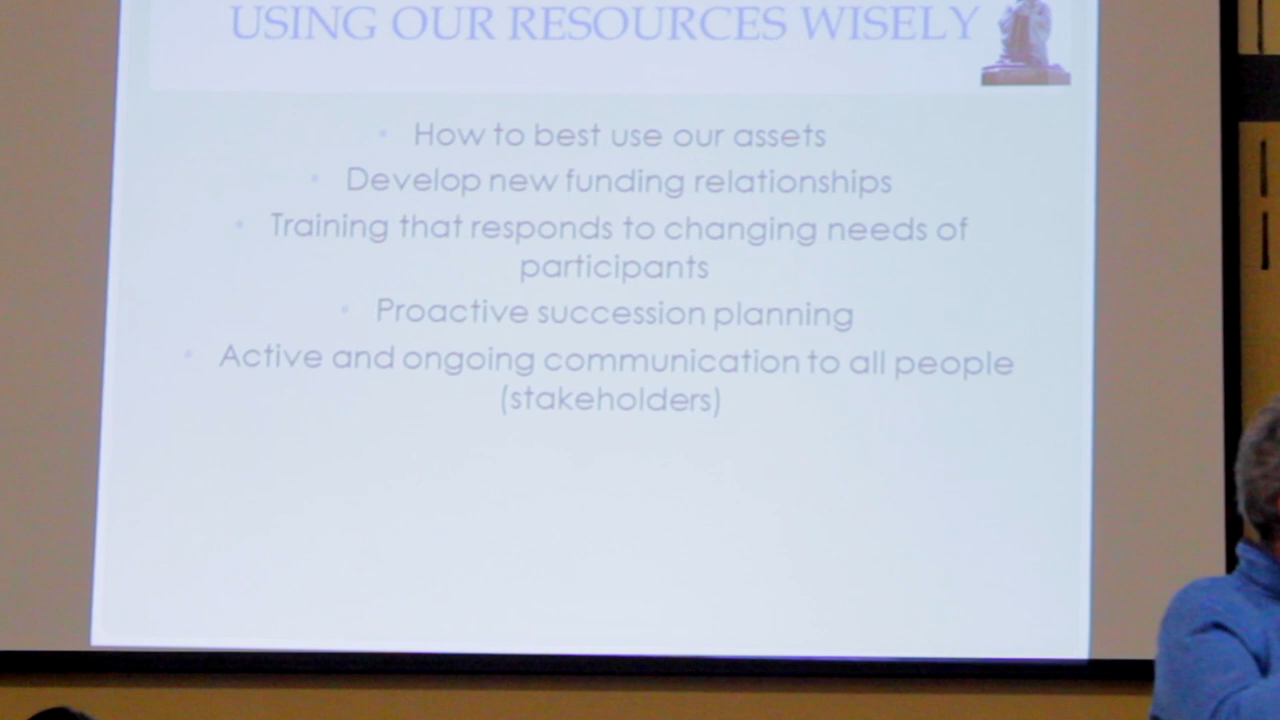 USING OUR RESOURCES WISELY
• How to best use our assets
• Develop new funding relationships
• Training that responds to changing needs of
participants
• Proactive succession planning
• Active and ongoing communication to all people
(stakeholders)